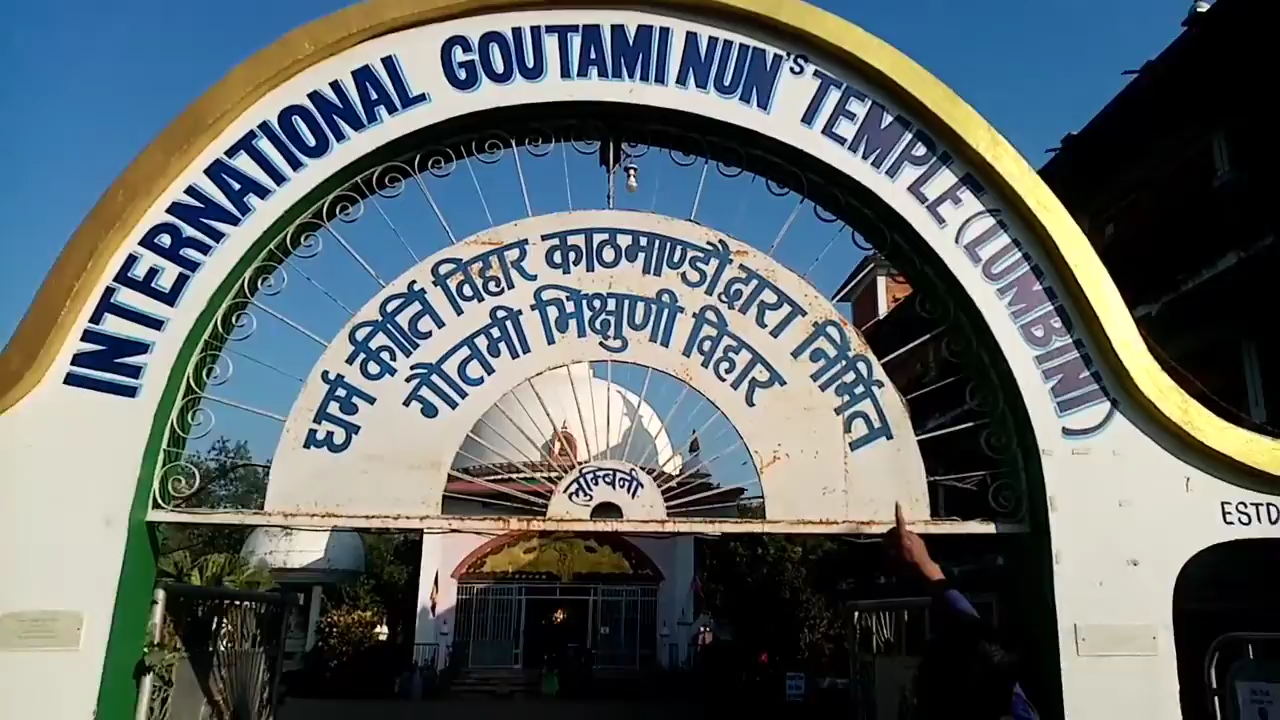 INTERNATIONAL GOUTAMI NUN'S TEMPLE (LUMBINI)
धर्म कीर्ति विहार काठमाण्डौ द्वारा निर्मित
गौतमी भिक्षुणी विहार
लुम्बिनी
ESTD